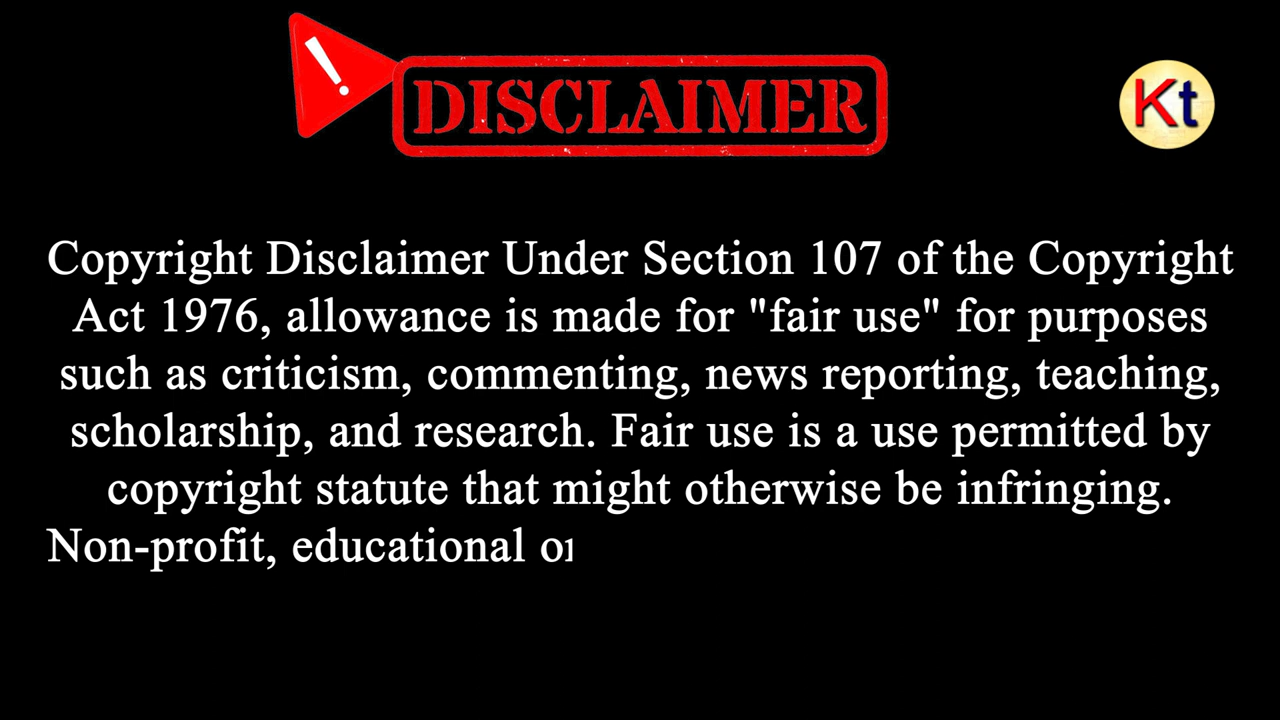 !
DISCLAIMER
Kt
Copyright Disclaimer Under Section 107 of the Copyright
Act 1976, allowance is made for "fair use" for purposes
such as criticism, commenting, news reporting, teaching,
scholarship, and research. Fair use is a use permitted by
copyright statute that might otherwise be infringing.
Non-profit, educational